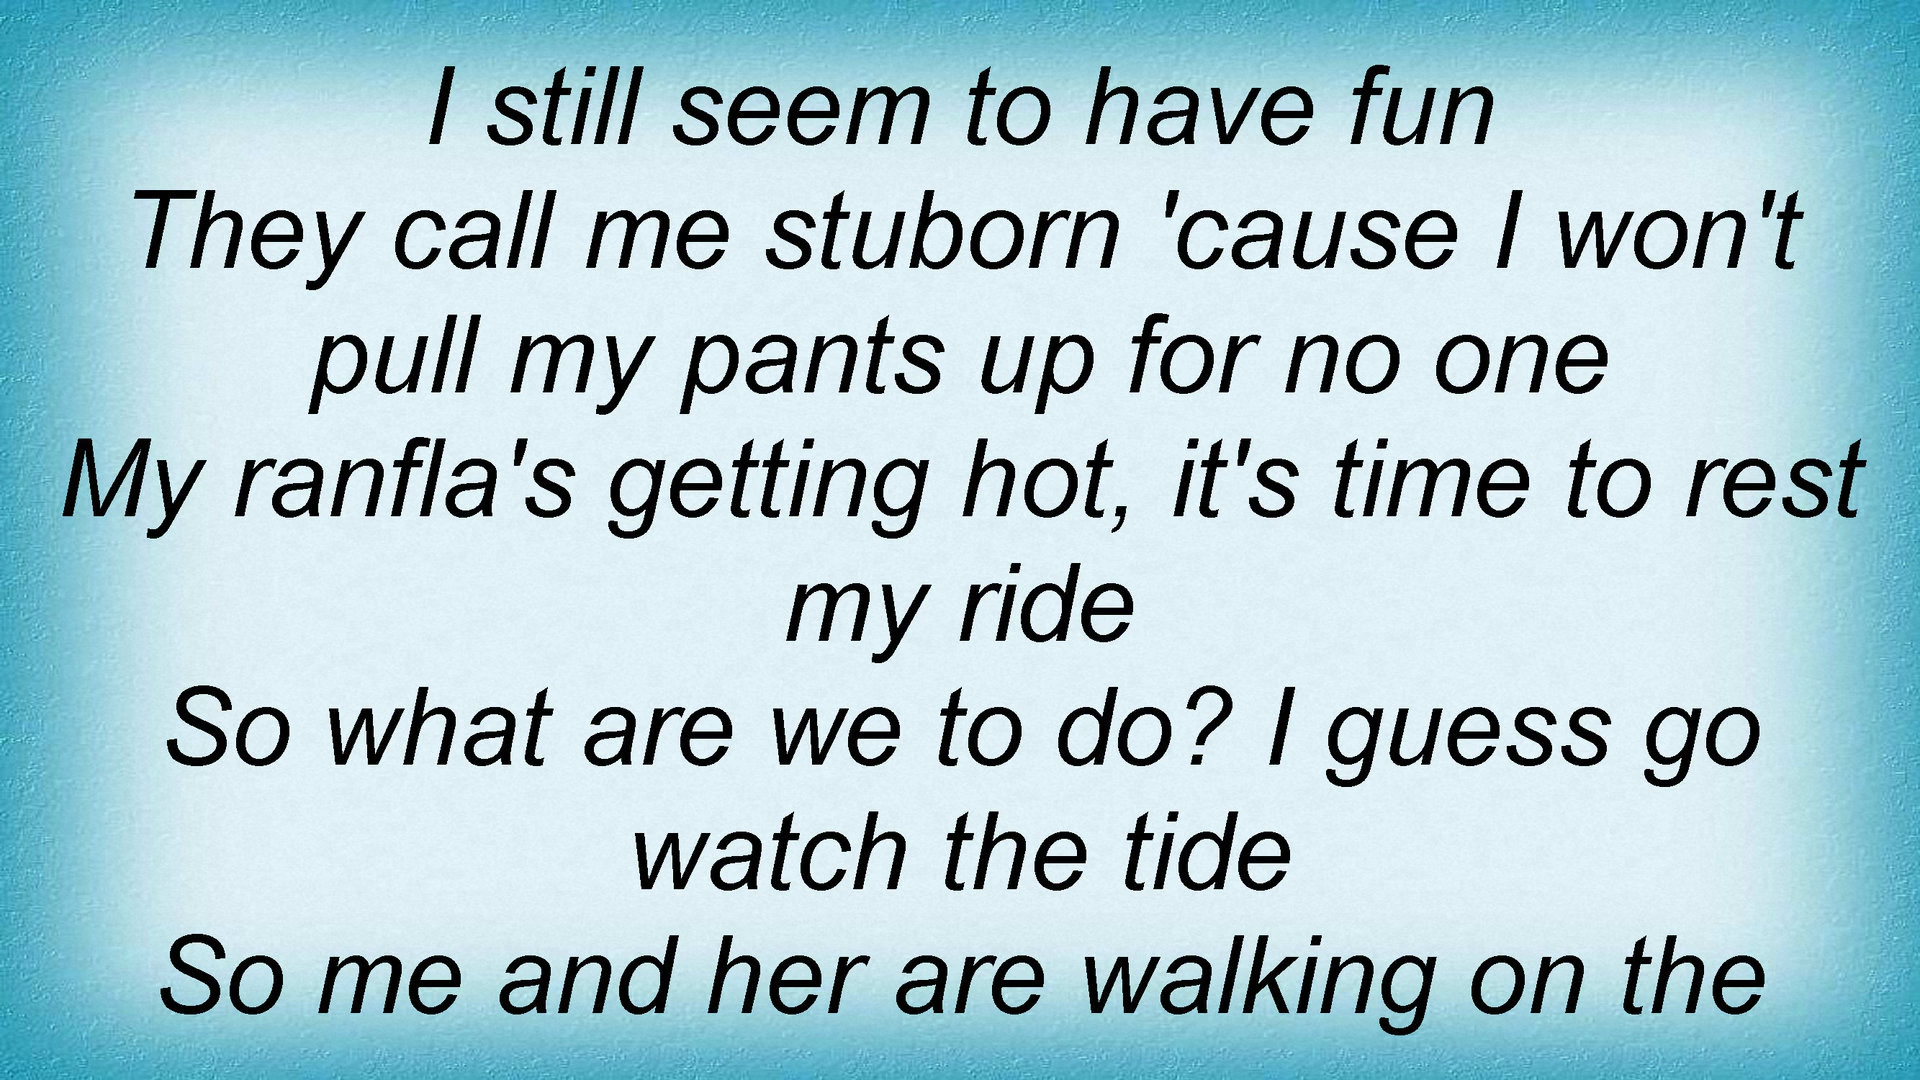 I still seem to have fun
They call me stuborn 'cause I won't
pull my pants up for no one
My ranfla's getting hot, it's time to rest
my ride
So what are we to do? I guess go
watch the tide
So me and her are walking on the